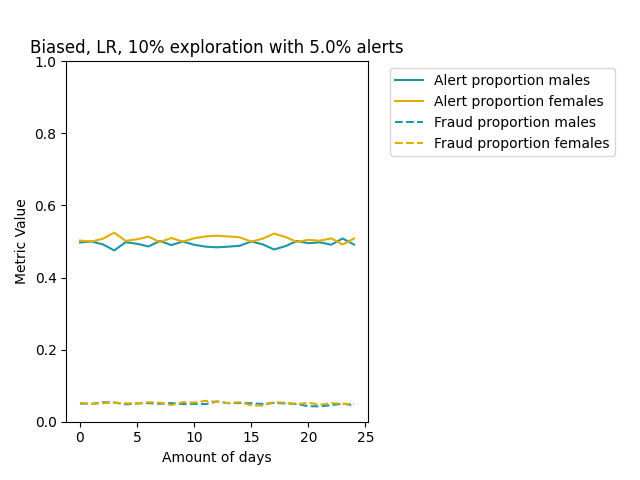 Biased, LR, 10% exploration with 5.0% alerts
Alert proportion males
Alert proportion females
Fraud proportion males
Fraud proportion females
Metric Value
1.0
0.8
0.6
0.4
0.2
0.0
0 5 10 15 20 25
Amount of days